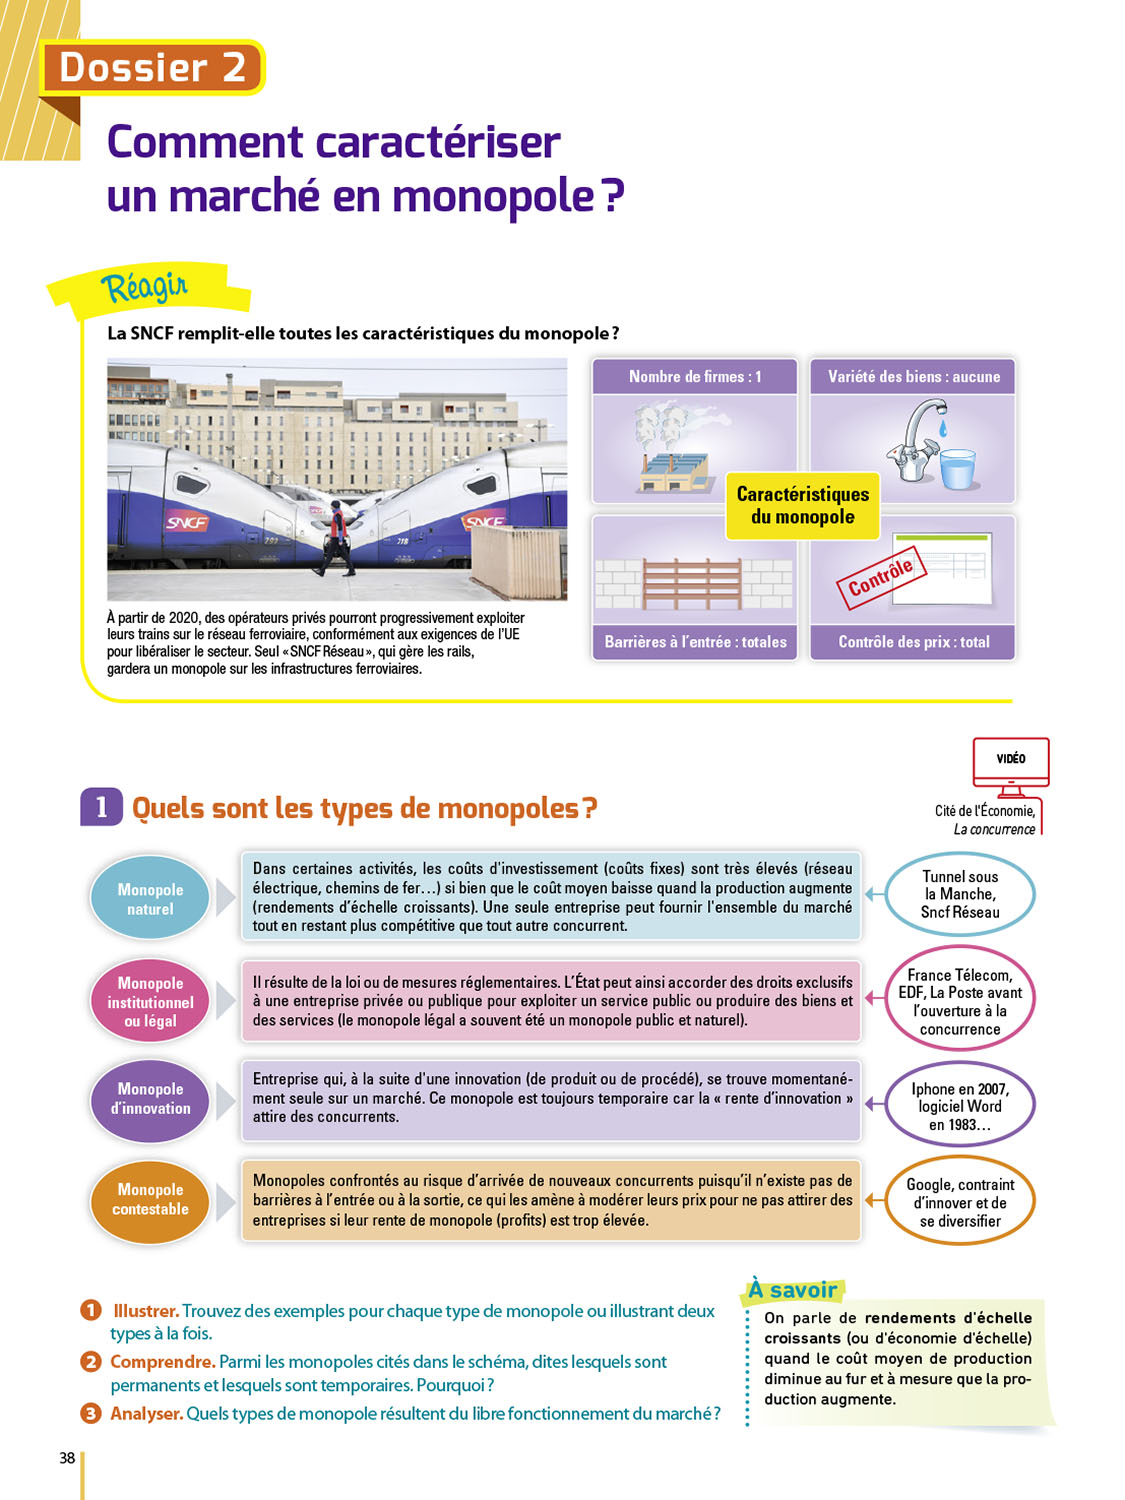 Dossier 2
Comment caractériser
un marché en monopole ?
Réagir
La SNCF remplit-elle toutes les caractéristiques du monopole ?
SNCF
SNCF
À partir de 2020, des opérateurs privés pourront progressivement exploiter
leurs trains sur le réseau ferroviaire, conformément aux exigences de l'UE
pour libéraliser le secteur. Seul « SNCF Réseau », qui gère les rails,
gardera un monopole sur les infrastructures ferroviaires.
Nombre de firmes : 1
Variété des biens : aucune
Caractéristiques
du monopole
Contrôle
Barrières à l'entrée : totales
Contrôle des prix : total
VIDÉO
Cité de l'Économie,
La concurrence
1 Quels sont les types de monopoles ?
Monopole
naturel
Dans certaines activités, les coûts d'investissement (coûts fixes) sont très élevés (réseau
électrique, chemins de fer…) si bien que le coût moyen baisse quand la production augmente
(rendements d'échelle croissants). Une seule entreprise peut fournir l'ensemble du marché
tout en restant plus compétitive que tout autre concurrent.
Tunnel sous
la Manche,
Sncf Réseau
Monopole
institutionnel
ou légal
Il résulte de la loi ou de mesures réglementaires. L'État peut ainsi accorder des droits exclusifs
à une entreprise privée ou publique pour exploiter un service public ou produire des biens et
des services (le monopole légal a souvent été un monopole public et naturel).
France Télecom,
EDF, La Poste avant
l'ouverture à la
concurrence
Monopole
d'innovation
Entreprise qui, à la suite d'une innovation (de produit ou de procédé), se trouve momentané-
ment seule sur un marché. Ce monopole est toujours temporaire car la « rente d'innovation »
attire des concurrents.
Iphone en 2007,
logiciel Word
en 1983…
Monopole
contestable
Monopoles confrontés au risque d'arrivée de nouveaux concurrents puisqu'il n'existe pas de
barrières à l'entrée ou à la sortie, ce qui les amène à modérer leurs prix pour ne pas attirer des
entreprises si leur rente de monopole (profits) est trop élevée.
Google, contraint
d'innover et de
se diversifier
1 Illustrer. Trouvez des exemples pour chaque type de monopole ou illustrant deux
types à la fois.
2 Comprendre. Parmi les monopoles cités dans le schéma, dites lesquels sont
permanents et lesquels sont temporaires. Pourquoi ?
3 Analyser. Quels types de monopole résultent du libre fonctionnement du marché ?
À savoir
On parle de rendements d'échelle
croissants (ou d'économie d'échelle)
quand le coût moyen de production
diminue au fur et à mesure que la pro-
duction augmente.
38